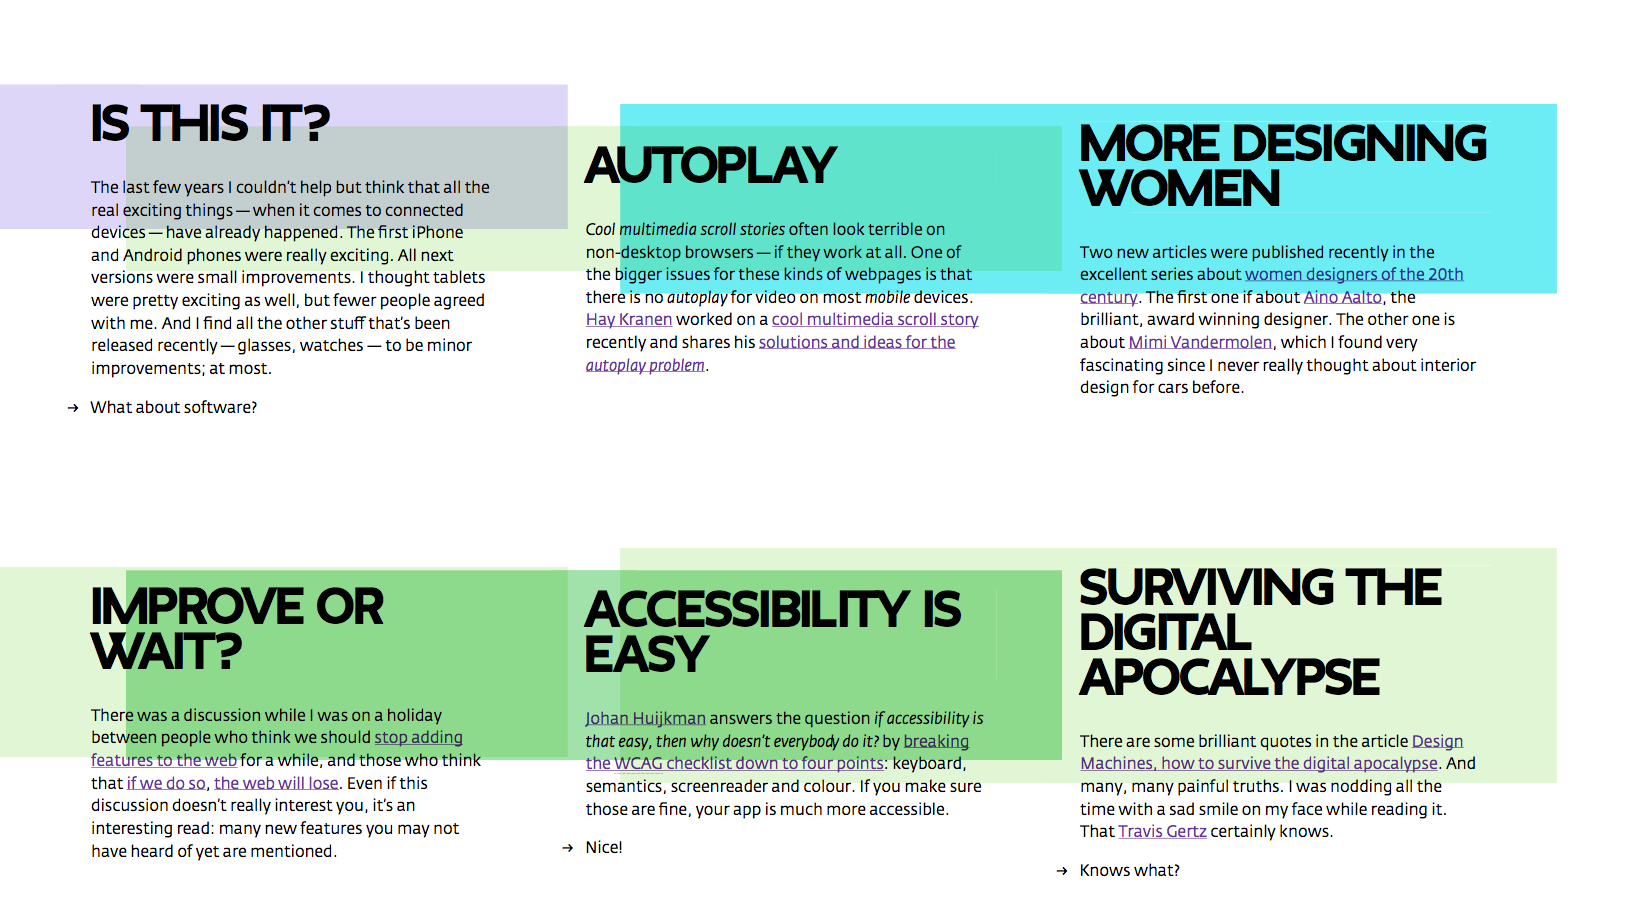 IS THIS IT?
The last few years I couldn't help but think that all the
real exciting things — when it comes to connected
devices — have already happened. The first iPhone
and Android phones were really exciting. All next
versions were small improvements. I thought tablets
were pretty exciting as well, but fewer people agreed
with me. And I find all the other stuff that's been
released recently — glasses, watches — to be minor
improvements; at most.
→ What about software?
AUTOPLAY
Cool multimedia scroll stories often look terrible on
non-desktop browsers — if they work at all. One of
the bigger issues for these kinds of webpages is that
there is no autoplay for video on most mobile devices.
Hay Kranen worked on a cool multimedia scroll story
recently and shares his solutions and ideas for the
autoplay problem.
MORE DESIGNING
WOMEN
Two new articles were published recently in the
excellent series about women designers of the 20th
century. The first one if about Aino Aalto, the
brilliant, award winning designer. The other one is
about Mimi Vandermolen, which I found very
fascinating since I never really thought about interior
design for cars before.
IMPROVE OR
WAIT?
There was a discussion while I was on a holiday
between people who think we should stop adding
features to the web for a while, and those who think
that if we do so, the web will lose. Even if this
discussion doesn't really interest you, it's an
interesting read: many new features you may not
have heard of yet are mentioned.
ACCESSIBILITY IS
EASY
Johan Huijkman answers the question if accessibility is
that easy, then why doesn't everybody do it? by breaking
the WCAG checklist down to four points: keyboard,
semantics, screenreader and colour. If you make sure
those are fine, your app is much more accessible.
→ Nice!
SURVIVING THE
DIGITAL
APOCALYPSE
There are some brilliant quotes in the article Design
Machines, how to survive the digital apocalypse. And
many, many painful truths. I was nodding all the
time with a sad smile on my face while reading it.
That Travis Gertz certainly knows.
→ Knows what?